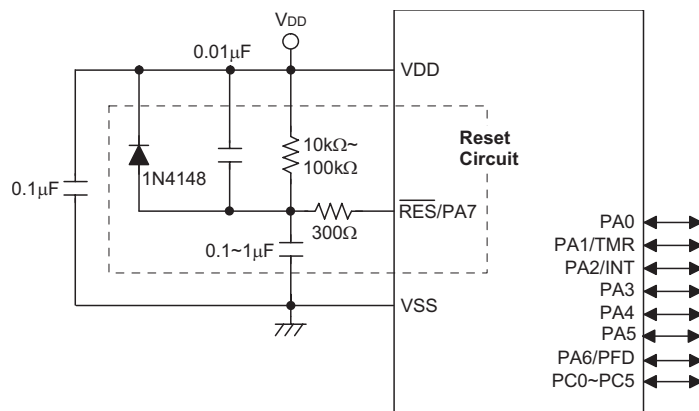 VDD
0.01µF
VDD
10kΩ~
100kΩ
Reset
Circuit
1N4148
0.1µF
RES/PA7
300Ω
0.1~1µF
VSS
PA0
PA1/TMR
PA2/INT
PA3
PA4
PA5
PA6/PFD
PC0~PC5